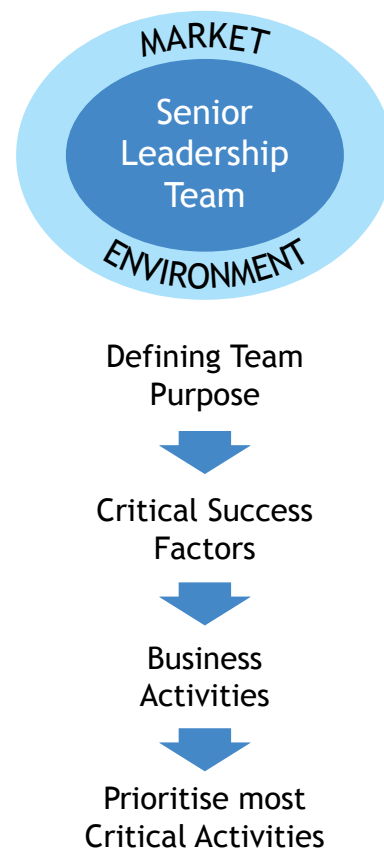 MARKET
Senior
Leadership
Team
ENVIRONMENT
Defining Team
Purpose
Critical Success
Factors
Business
Activities
Prioritise most
Critical Activities